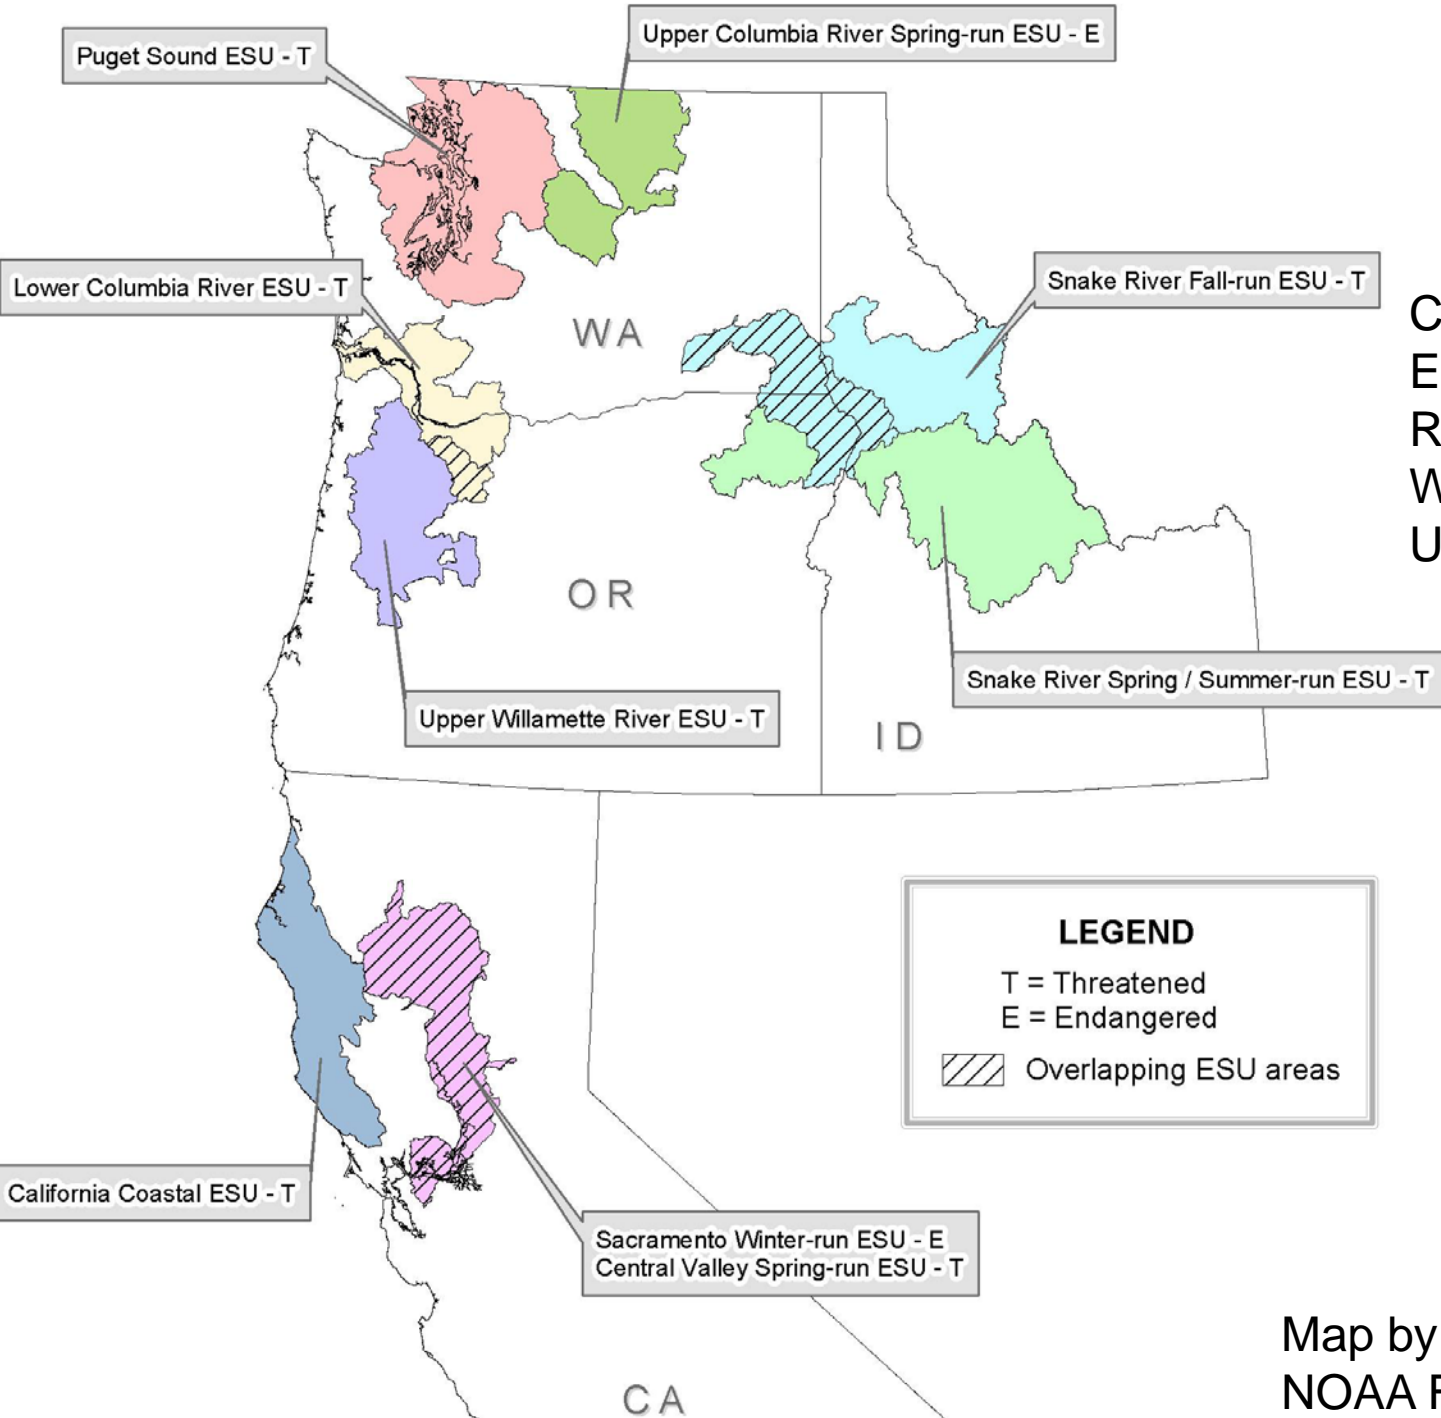 Upper Columbia River Spring-run ESU - E
Puget Sound ESU - T
Lower Columbia River ESU - T
Snake River Fall-run ESU - T
C
E
R
W
U
WA
OR
Snake River Spring / Summer-run ESU - T
Upper Willamette River ESU - T
ID
LEGEND
T = Threatened
E = Endangered
Overlapping ESU areas
California Coastal ESU - T
Sacramento Winter-run ESU - E
Central Valley Spring-run ESU - T
Map by
NOAA F
CA